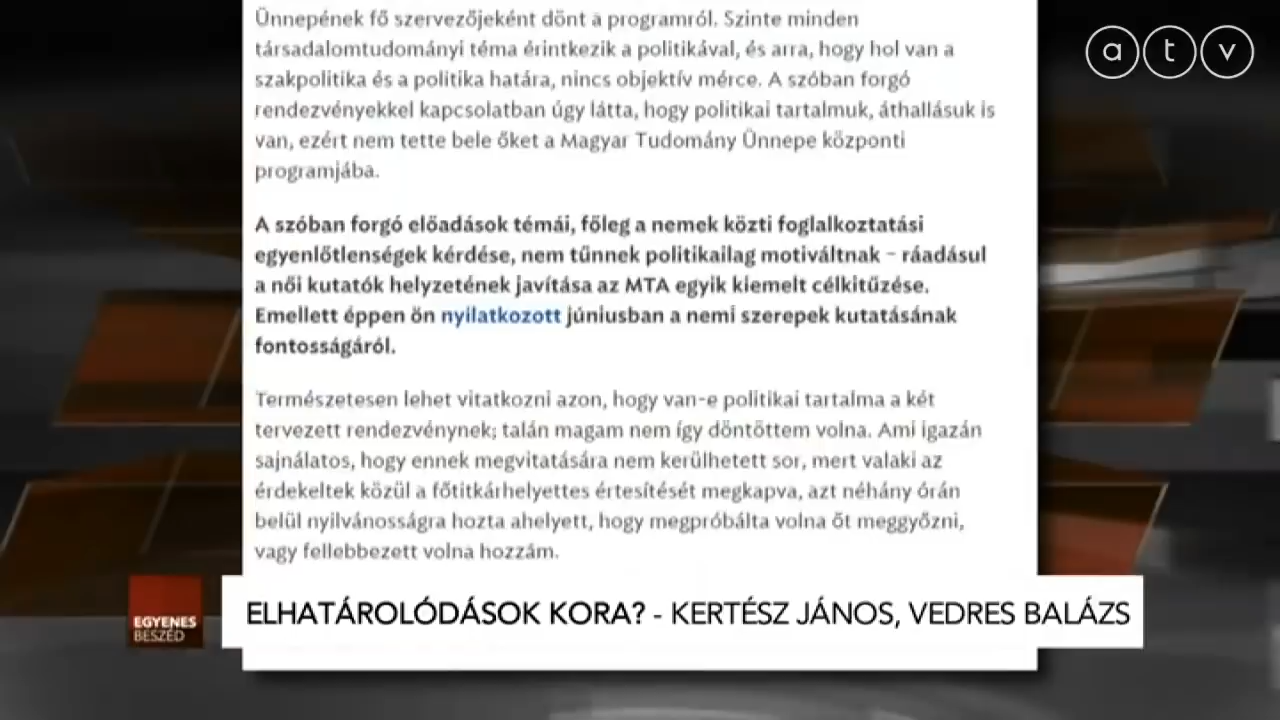 atv
Ünnepének fő szervezőjeként dönt a programról. Szinte minden
társadalomtudományi téma érintkezik a politikával, és arra, hogy hol van a
szakpolitika és a politika határa, nincs objektív mérce. A szóban forgó
rendezvényekkel kapcsolatban úgy látta, hogy politikai tartalmuk, áthallásuk is
van, ezért nem tette bele őket a Magyar Tudomány Ünnepe központi
programjába.
A szóban forgó előadások témái, főleg a nemek közti foglalkoztatási
egyenlőtlenségek kérdése, nem tűnnek politikailag motiváltnak – ráadásul
a női kutatók helyzetének javítása az MTA egyik kiemelt célkitűzése.
Emellett éppen ön nyilatkozott júniusban a nemi szerepek kutatásának
fontosságáról.
Természetesen lehet vitatkozni azon, hogy van-e politikai tartalma a két
tervezett rendezvénynek; talán magam nem így döntöttem volna. Ami igazán
sajnálatos, hogy ennek megvitatására nem kerülhetett sor, mert valaki az
érdekeltek közül a főtitkárhelyettes értesítését megkapva, azt néhány órán
belül nyilvánosságra hozta ahelyett, hogy megpróbálta volna őt meggyőzni,
vagy fellebbezett volna hozzám.
EGYENES
BESZÉD
ELHATÁROLÓDÁSOK KORA? - KERTÉSZ JÁNOS, VEDRES BALÁZS